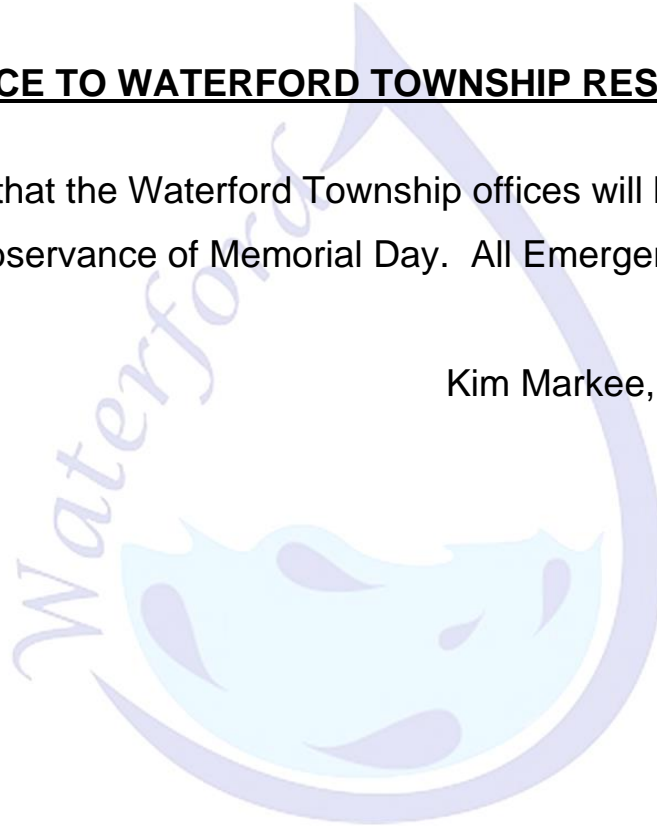 CE TO WATERFORD TOWNSHIP RES
that the Waterford Township offices will
oservance of Memorial Day.  All Emerger
Kim Markee,
Waterford